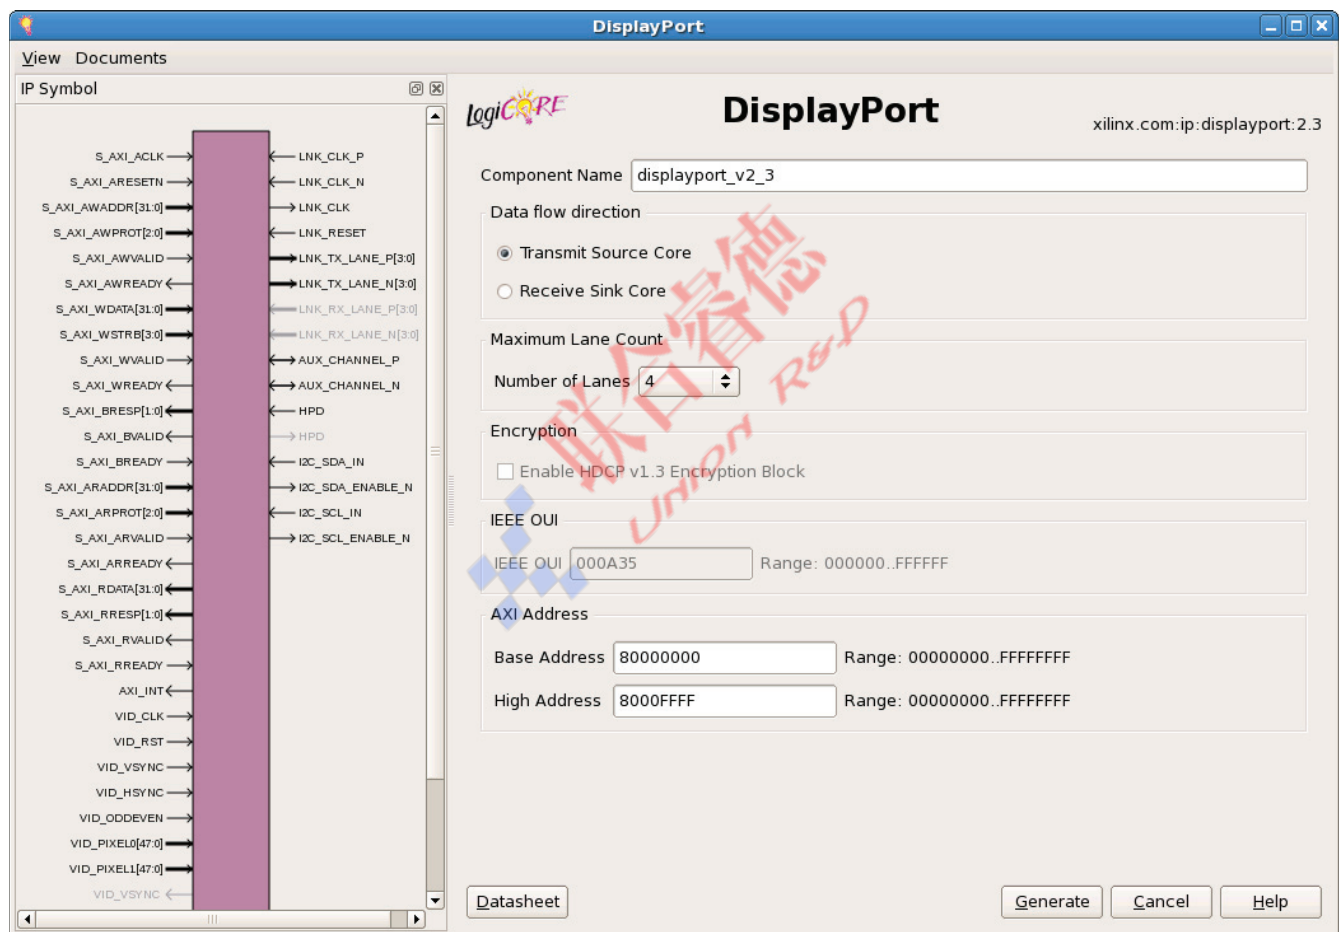 DisplayPort
View Documents
IP Symbol
S_AXI_ACLK
S_AXI_ARESETN
S_AXI_AWADDR[31:0]
S_AXI_AWPROT[2:0]
S_AXI_AWVALID
S_AXI_AWREADY
S_AXI_WDATA[31:0]
S_AXI_WSTRB[3:0]
S_AXI_WVALID
S_AXI_WREADY
S_AXI_BRESP[1:0]
S_AXI_BVALID
S_AXI_BREADY
S_AXI_ARADDR[31:0]
S_AXI_ARPROT[2:0]
S_AXI_ARVALID
S_AXI_ARREADY
S_AXI_RDATA[31:0]
S_AXI_RRESP[1:0]
S_AXI_RVALID
S_AXI_RREADY
AXI_INT
VID_CLK
VID_RST
VID_VSYNC
VID_HSYNC
VID_ODDEVEN
VID_PIXEL0[47:0]
VID_PIXEL1[47:0]
VID_VSYNC
LNK_CLK_P
LNK_CLK_N
LNK_CLK
LNK_RESET
LNK_TX_LANE_P[3:0]
LNK_TX_LANE_N[3:0]
LNK_RX_LANE_P[3:0]
LNK_RX_LANE_N[3:0]
AUX_CHANNEL_P
AUX_CHANNEL_N
HPD
HPD
I2C_SDA_IN
I2C_SDA_ENABLE_N
I2C_SCL_IN
I2C_SCL_ENABLE_N
LogiCORE
DisplayPort
xilinx.com:ip:displayport:2.3
Component Name displayport_v2_3
Data flow direction
Transmit Source Core
Receive Sink Core
Maximum Lane Count
Number of Lanes 4
Encryption
Enable HDCP v1.3 Encryption Block
IEEE OUI
IEEE OUI 000A35 Range: 000000..FFFFFF
AXI Address
Base Address 80000000 Range: 00000000..FFFFFFFF
High Address 8000FFFF Range: 00000000..FFFFFFFF
Datasheet Generate Cancel Help
联合睿德
Union R&D